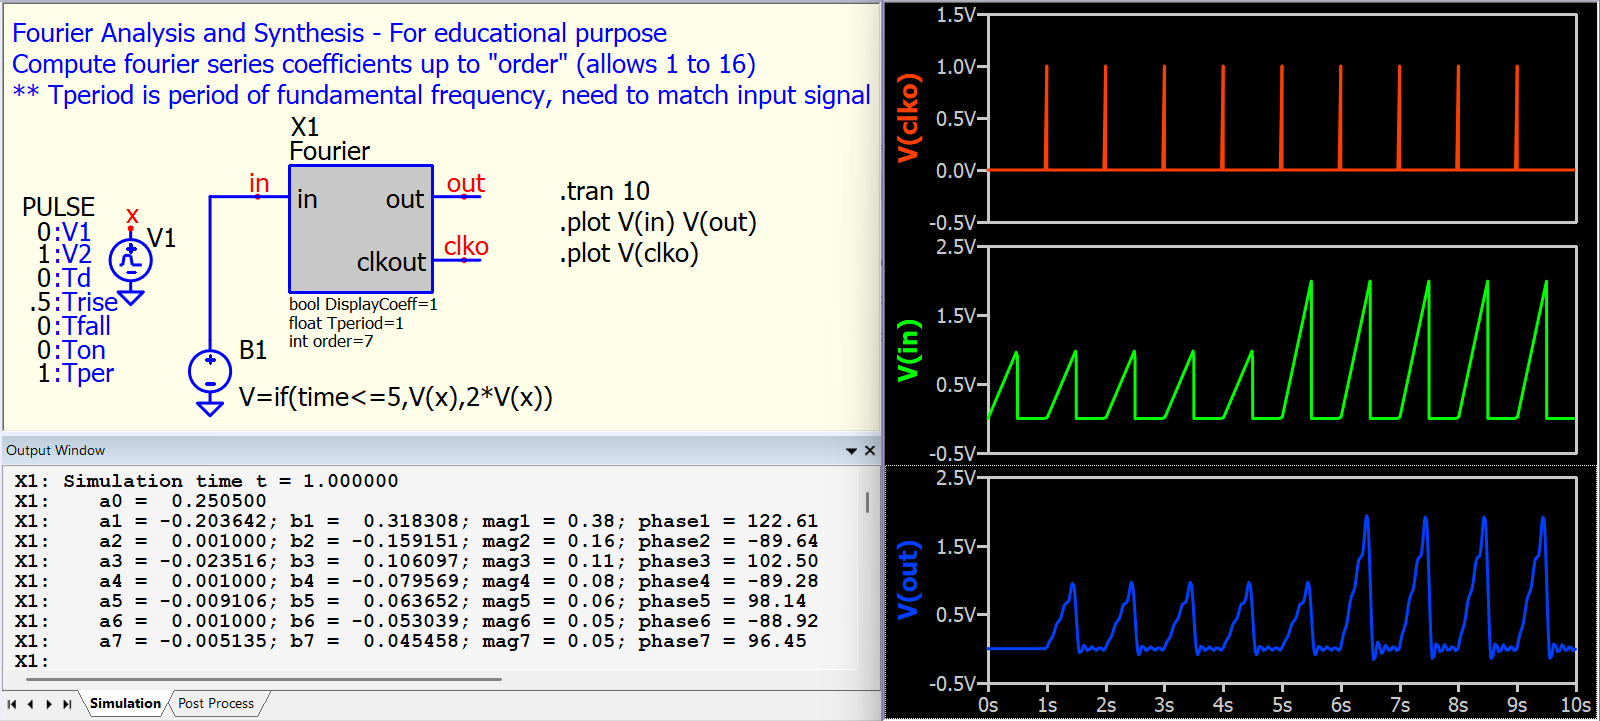 Fourier Analysis and Synthesis - For educational purpose
Compute fourier series coefficients up to "order" (allows 1 to 16)
** Tperiod is period of fundamental frequency, need to match input signal
X1
Fourier
in
in
out
out
clkout
clko
bool DisplayCoeff=1
float Tperiod=1
int order=7
.tran 10
.plot V(in) V(out)
.plot V(clko)
PULSE
0:V1
1:V2
0:Td
.5:Trise
0:Tfall
0:Ton
1:Tper
x
V1
B1
V=if(time<=5,V(x),2*V(x))
Output Window
X1: Simulation time t = 1.000000
X1: a0 = 0.250500
X1: a1 = -0.203642; b1 = 0.318308; mag1 = 0.38; phase1 = 122.61
X1: a2 = 0.001000; b2 = -0.159151; mag2 = 0.16; phase2 = -89.64
X1: a3 = -0.023516; b3 = 0.106097; mag3 = 0.11; phase3 = 102.50
X1: a4 = 0.001000; b4 = -0.079569; mag4 = 0.08; phase4 = -89.28
X1: a5 = -0.009106; b5 = 0.063652; mag5 = 0.06; phase5 = 98.14
X1: a6 = 0.001000; b6 = -0.053039; mag6 = 0.05; phase6 = -88.92
X1: a7 = -0.005135; b7 = 0.045458; mag7 = 0.05; phase7 = 96.45
X1:
Simulation
Post Process
V(clko)
1.5V
1.0V
0.5V
0.0V
-0.5V
V(in)
2.5V
1.5V
0.5V
-0.5V
V(out)
2.5V
1.5V
0.5V
-0.5V
0s 1s 2s 3s 4s 5s 6s 7s 8s 9s 10s